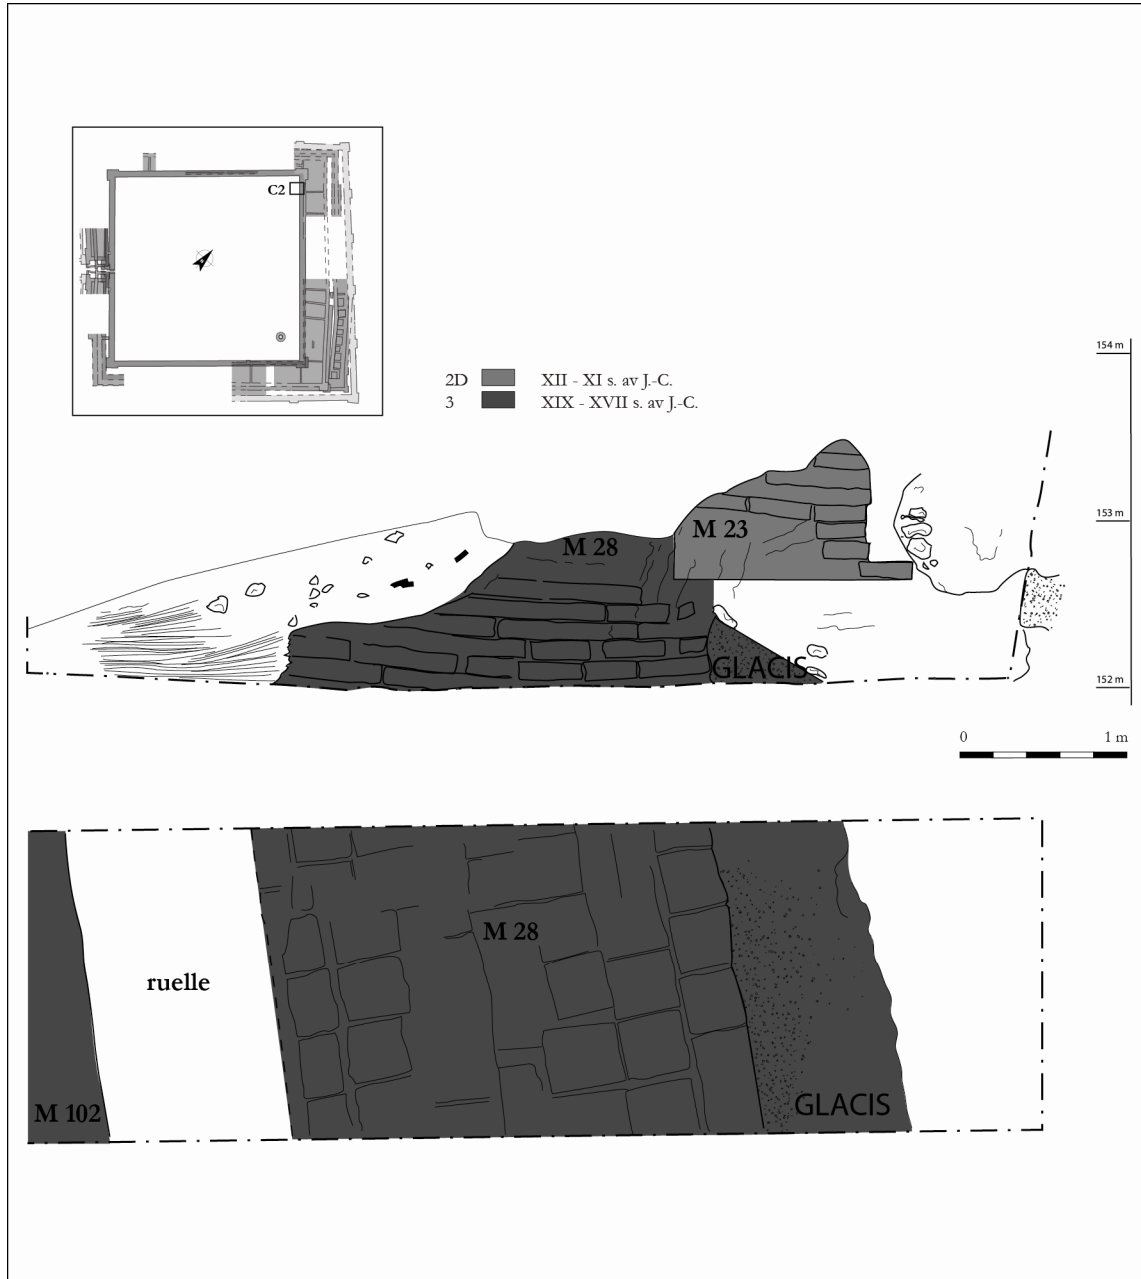 C2
154 m
2D XII - XI s. av J.-C.
3 XIX - XVII s. av J.-C.
153 m
M 23
M 28
GLACIS
152 m
0 1 m
M 28
ruelle
GLACIS
M 102